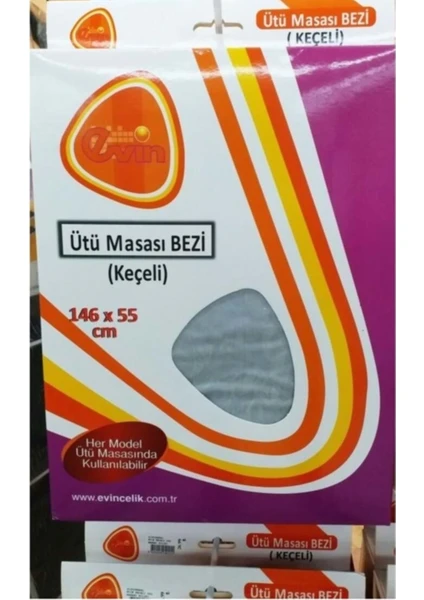 Ütü Masası BEZİ
( KEÇELİ)
evin
Ütü Masası BEZİ
(Keçeli)
146 x 55
cm
Her Model
Ütü Masasında
Kullanılabilir
www.evincelik.com.tr
Ütü Masası BEZİ
( KEÇELİ)
Ütü Masası BEZİ